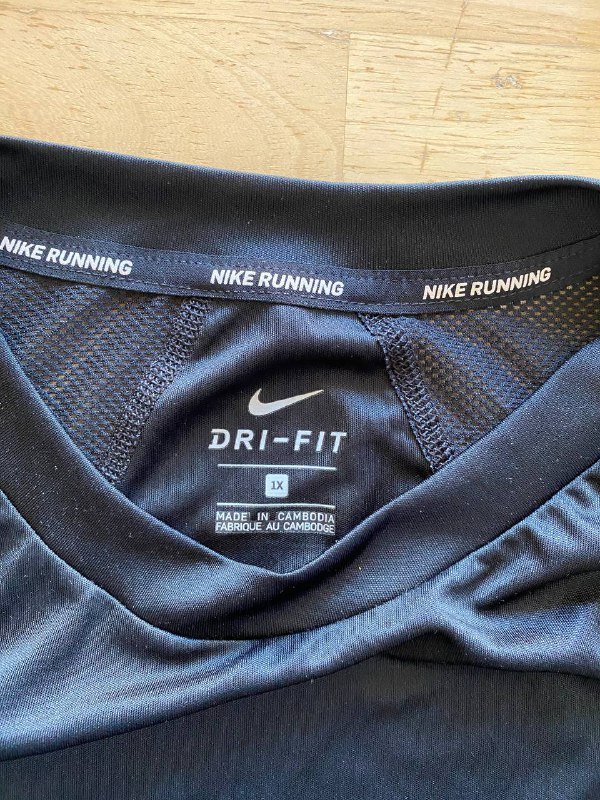 NIKE RUNNING
NIKE RUNNING
NIKE RUNNING
DRI-FIT
1X
MADE IN CAMBODIA
FABRIQUE AU CAMBODGE